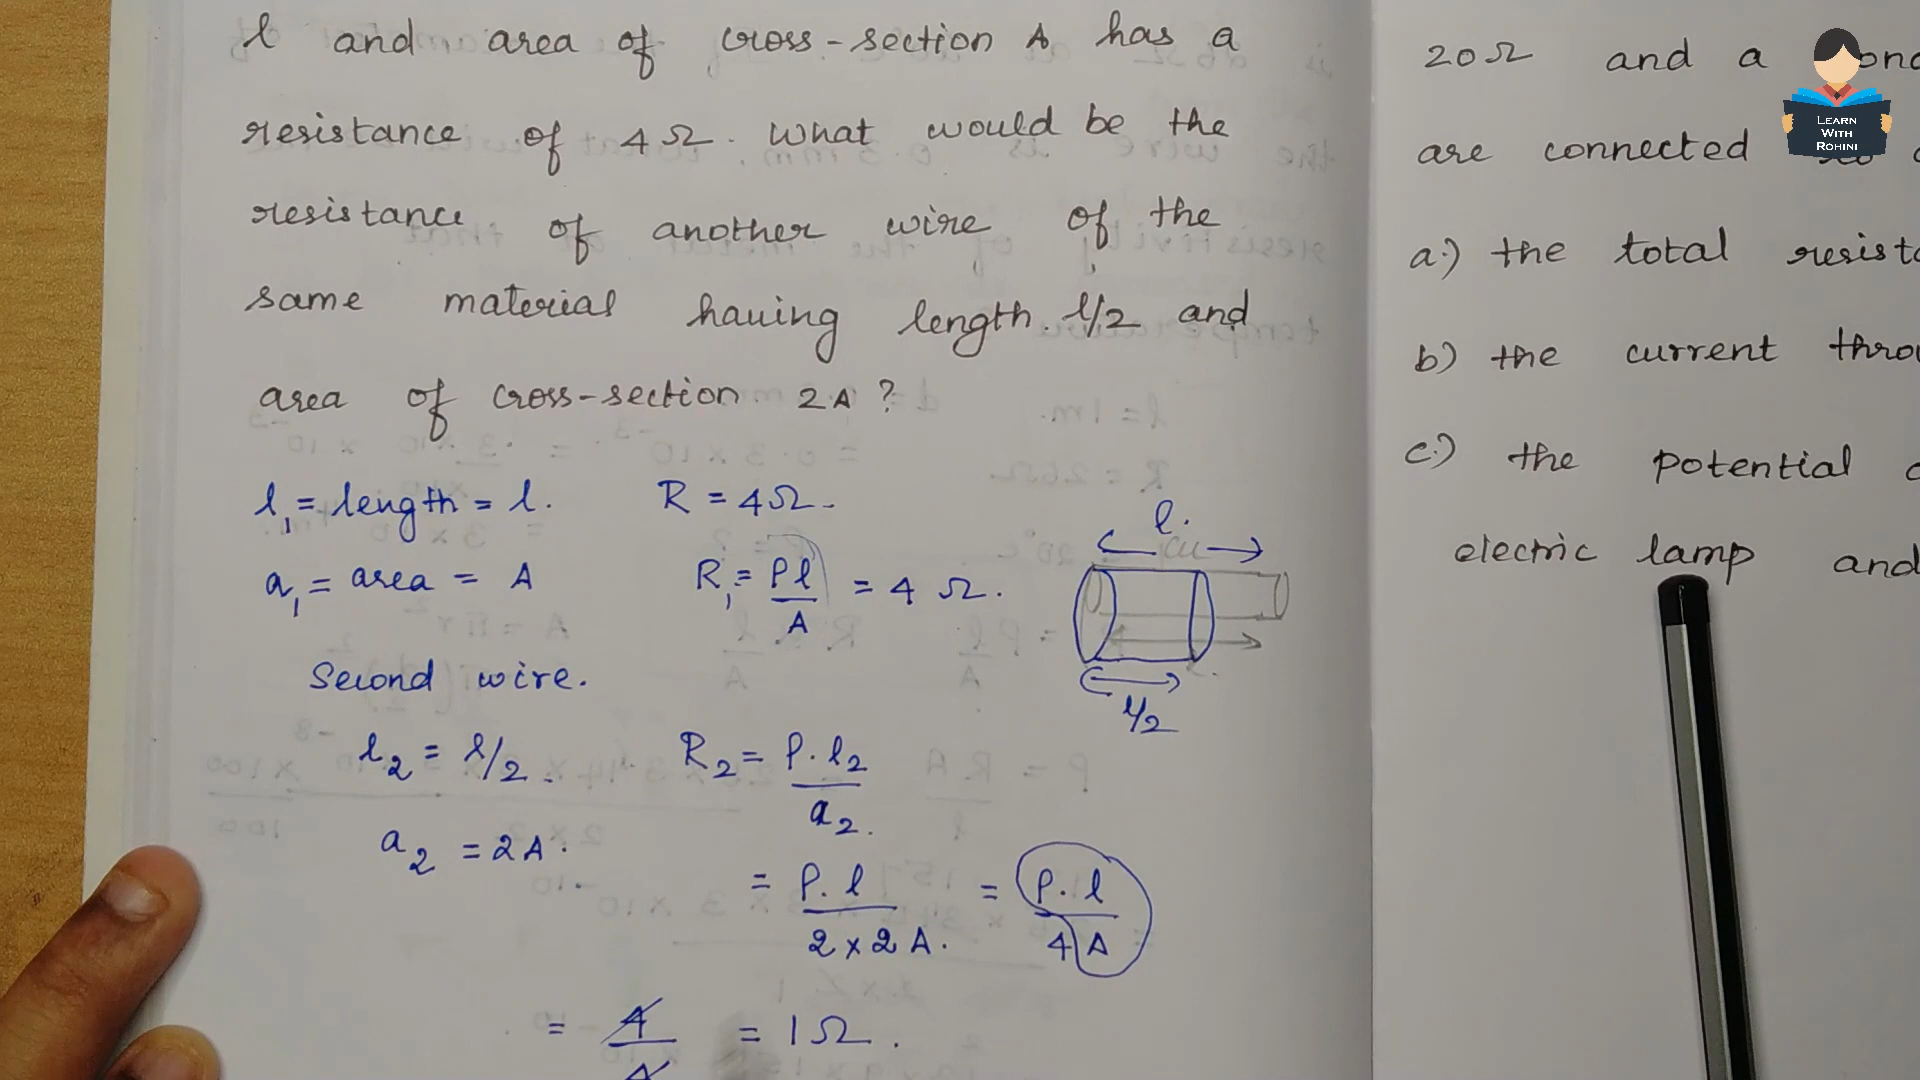 l and area of cross-section A has a
resistance of 4Ω. What would be the
resistance of another wire of the
same material having length l/2 and
area of cross-section 2A?
l₁ = length = l. R = 4Ω
a₁ = area = A R₁ = ρl/A = 4 Ω.
l.
Second wire.
l/2
l₂ = l/2. R₂ = ρ.l₂/a₂.
a₂ = 2A.
= ρ.l/2×2A. = ρ.l/4A
= 4/4 = 1Ω.
20Ω and a
are connected
a.) the total
b) the current
c.) the potential
electric lamp and
LEARN
WITH
ROHINI